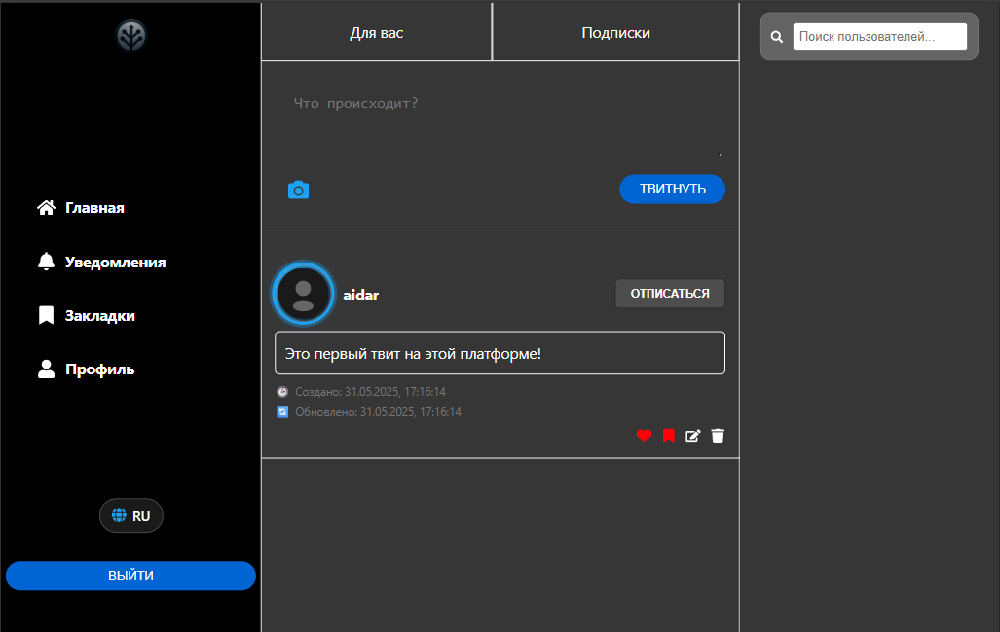 Главная
Уведомления
Закладки
Профиль
RU
ВЫЙТИ
Для вас
Подписки
Что происходит?
ТВИТНУТЬ
aidar
ОТПИСАТЬСЯ
Это первый твит на этой платформе!
Создано: 31.05.2025, 17:16:14
Обновлено: 31.05.2025, 17:16:14
Поиск пользователей...